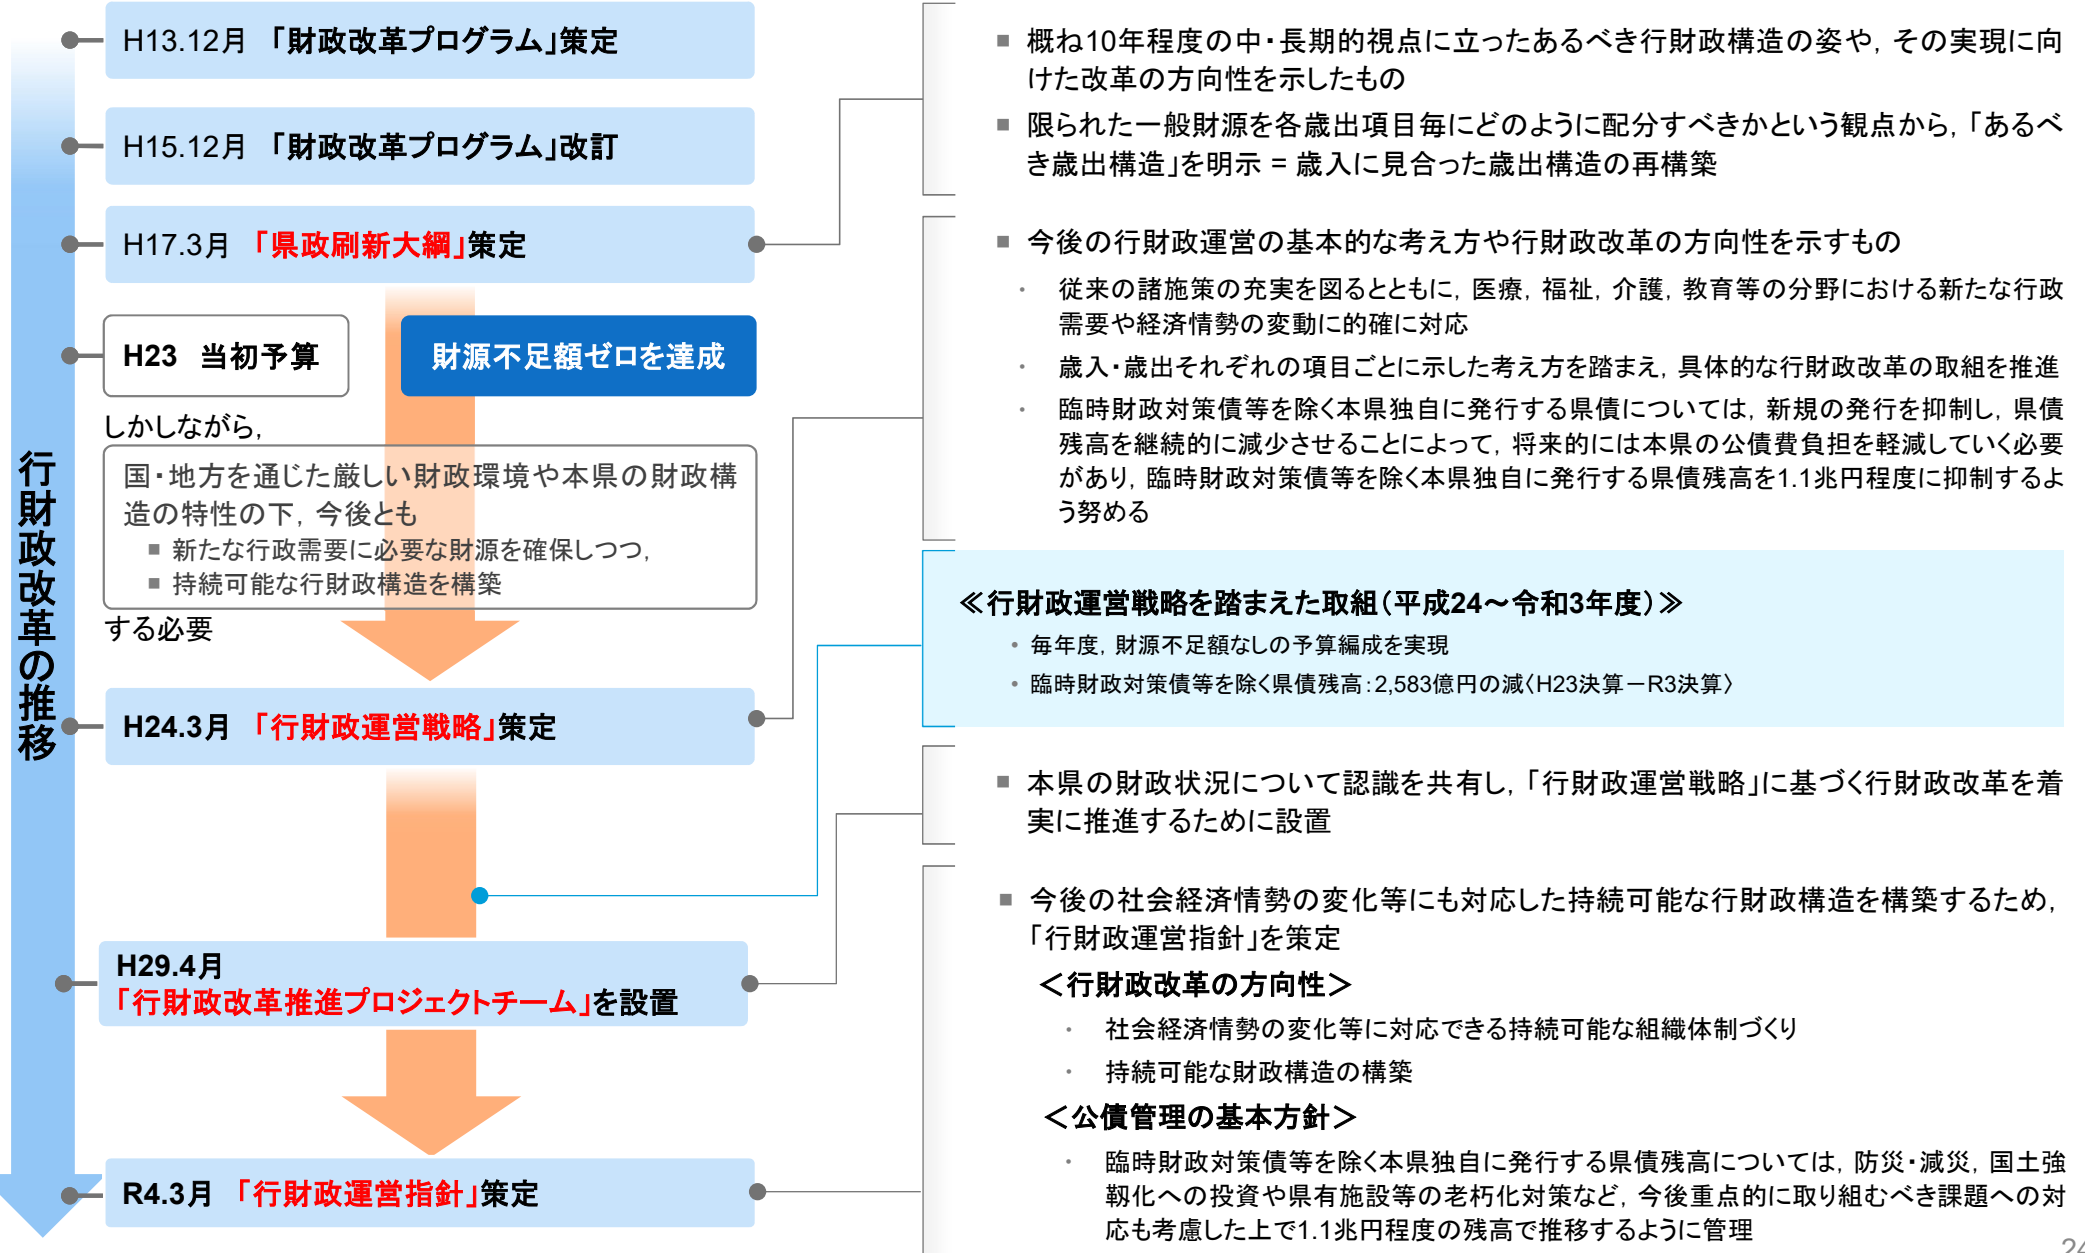 行財政改革の推移
H13.12月 「財政改革プログラム」策定
H15.12月 「財政改革プログラム」改訂
H17.3月 「県政刷新大綱」策定
H23 当初予算
財源不足額ゼロを達成
しかしながら，
国・地方を通じた厳しい財政環境や本県の財政構
造の特性の下，今後とも
■ 新たな行政需要に必要な財源を確保しつつ，
■ 持続可能な行財政構造を構築
する必要
H24.3月 「行財政運営戦略」策定
H29.4月
「行財政改革推進プロジェクトチーム」を設置
R4.3月 「行財政運営指針」策定
■ 概ね10年程度の中・長期的視点に立ったあるべき行財政構造の姿や，その実現に向
けた改革の方向性を示したもの
■ 限られた一般財源を各歳出項目毎にどのように配分すべきかという観点から，「あるべ
き歳出構造」を明示 = 歳入に見合った歳出構造の再構築
■ 今後の行財政運営の基本的な考え方や行財政改革の方向性を示すもの
・ 従来の諸施策の充実を図るとともに，医療，福祉，介護，教育等の分野における新たな行政
需要や経済情勢の変動に的確に対応
・ 歳入・歳出それぞれの項目ごとに示した考え方を踏まえ，具体的な行財政改革の取組を推進
・ 臨時財政対策債等を除く本県独自に発行する県債については，新規の発行を抑制し，県債
残高を継続的に減少させることによって，将来的には本県の公債費負担を軽減していく必要
があり，臨時財政対策債等を除く本県独自に発行する県債残高を1.1兆円程度に抑制するよ
う努める
≪行財政運営戦略を踏まえた取組（平成24～令和3年度）≫
・ 毎年度，財源不足額なしの予算編成を実現
・ 臨時財政対策債等を除く県債残高：2,583億円の減〈H23決算－R3決算〉
■ 本県の財政状況について認識を共有し，「行財政運営戦略」に基づく行財政改革を着
実に推進するために設置
■ 今後の社会経済情勢の変化等にも対応した持続可能な行財政構造を構築するため，
「行財政運営指針」を策定
＜行財政改革の方向性＞
・ 社会経済情勢の変化等に対応できる持続可能な組織体制づくり
・ 持続可能な財政構造の構築
＜公債管理の基本方針＞
・ 臨時財政対策債等を除く本県独自に発行する県債残高については，防災・減災，国土強
靱化への投資や県有施設等の老朽化対策など，今後重点的に取り組むべき課題への対
応も考慮した上で1.1兆円程度の残高で推移するように管理